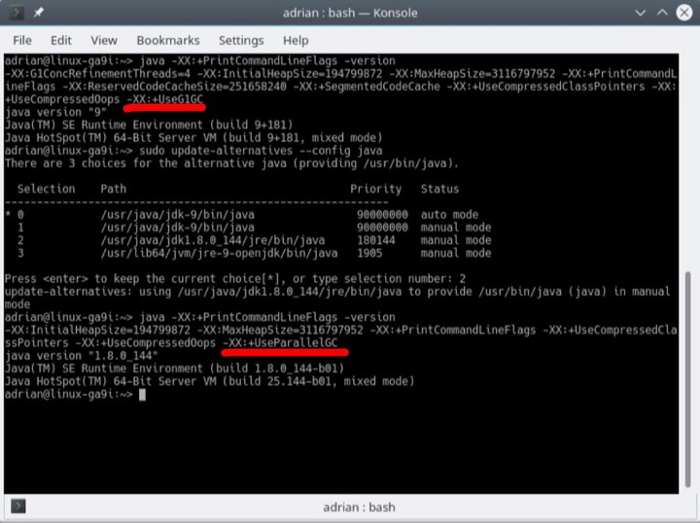 adrian : bash — Konsole
File Edit View Bookmarks Settings Help
adrian@linux-ga9i:~> java -XX:+PrintCommandLineFlags -version
-XX:G1ConcRefinementThreads=4 -XX:InitialHeapSize=194799872 -XX:MaxHeapSize=3116797952 -XX:+PrintCommandL
ineFlags -XX:ReservedCodeCacheSize=251658240 -XX:+SegmentedCodeCache -XX:+UseCompressedClassPointers -XX:
+UseCompressedOops -XX:+UseG1GC
java version "9"
Java(TM) SE Runtime Environment (build 9+181)
Java HotSpot(TM) 64-Bit Server VM (build 9+181, mixed mode)
adrian@linux-ga9i:~> sudo update-alternatives --config java
There are 3 choices for the alternative java (providing /usr/bin/java).
Selection Path Priority Status
------------------------------------------------------------
* 0 /usr/java/jdk-9/bin/java 90000000 auto mode
1 /usr/java/jdk-9/bin/java 90000000 manual mode
2 /usr/java/jdk1.8.0_144/jre/bin/java 180144 manual mode
3 /usr/lib64/jvm/jre-9-openjdk/bin/java 1905 manual mode
Press <enter> to keep the current choice[*], or type selection number: 2
update-alternatives: using /usr/java/jdk1.8.0_144/jre/bin/java to provide /usr/bin/java (java) in manual
mode
adrian@linux-ga9i:~> java -XX:+PrintCommandLineFlags -version
-XX:InitialHeapSize=194799872 -XX:MaxHeapSize=3116797952 -XX:+PrintCommandLineFlags -XX:+UseCompressedCla
ssPointers -XX:+UseCompressedOops -XX:+UseParallelGC
java version "1.8.0_144"
Java(TM) SE Runtime Environment (build 1.8.0_144-b01)
Java HotSpot(TM) 64-Bit Server VM (build 25.144-b01, mixed mode)
adrian@linux-ga9i:~>
adrian : bash